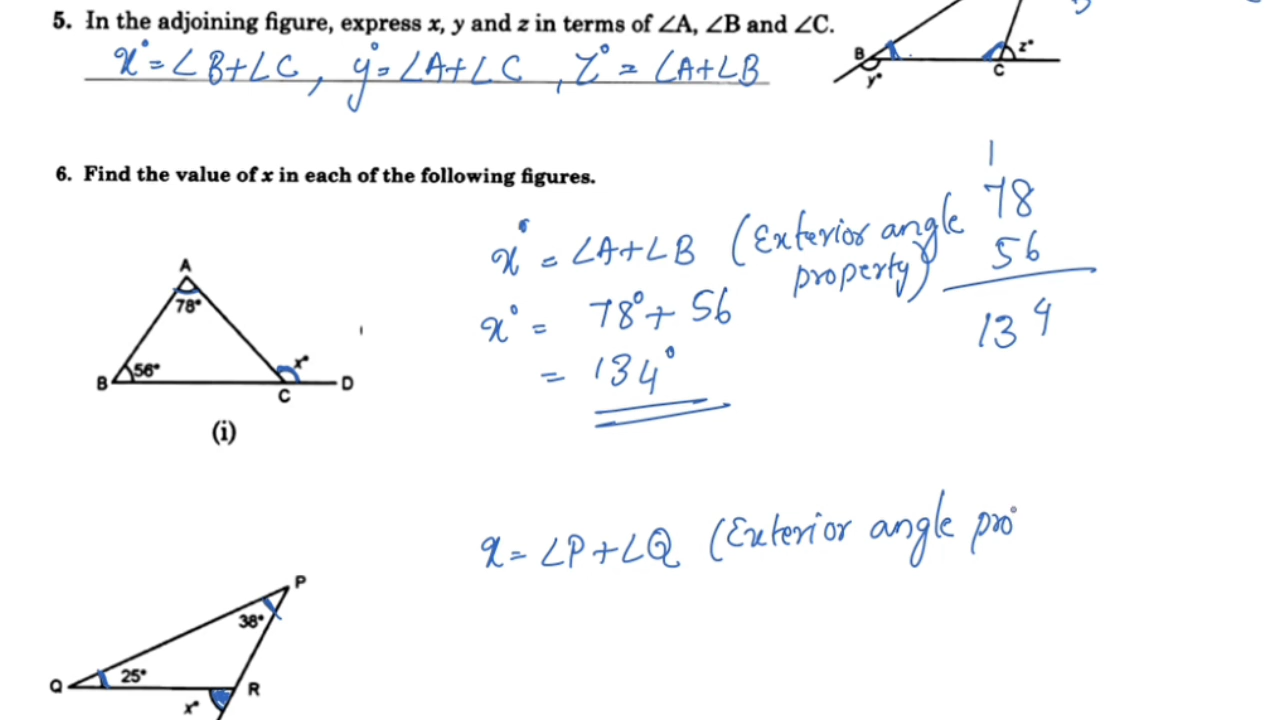 5. In the adjoining figure, express x, y and z in terms of ∠A, ∠B and ∠C.
x° = ∠B+∠C, y° = ∠A+∠C, z° = ∠A+∠B
B
y°
C
z°
6. Find the value of x in each of the following figures.
A
78°
B
56°
x°
C
D
(i)
x° = ∠A+∠B (Exterior angle
property)
x° = 78°+ 56
= 134°
1
78
56
134
x = ∠P+∠Q (Exterior angle pro
P
38°
Q
25°
R
x°